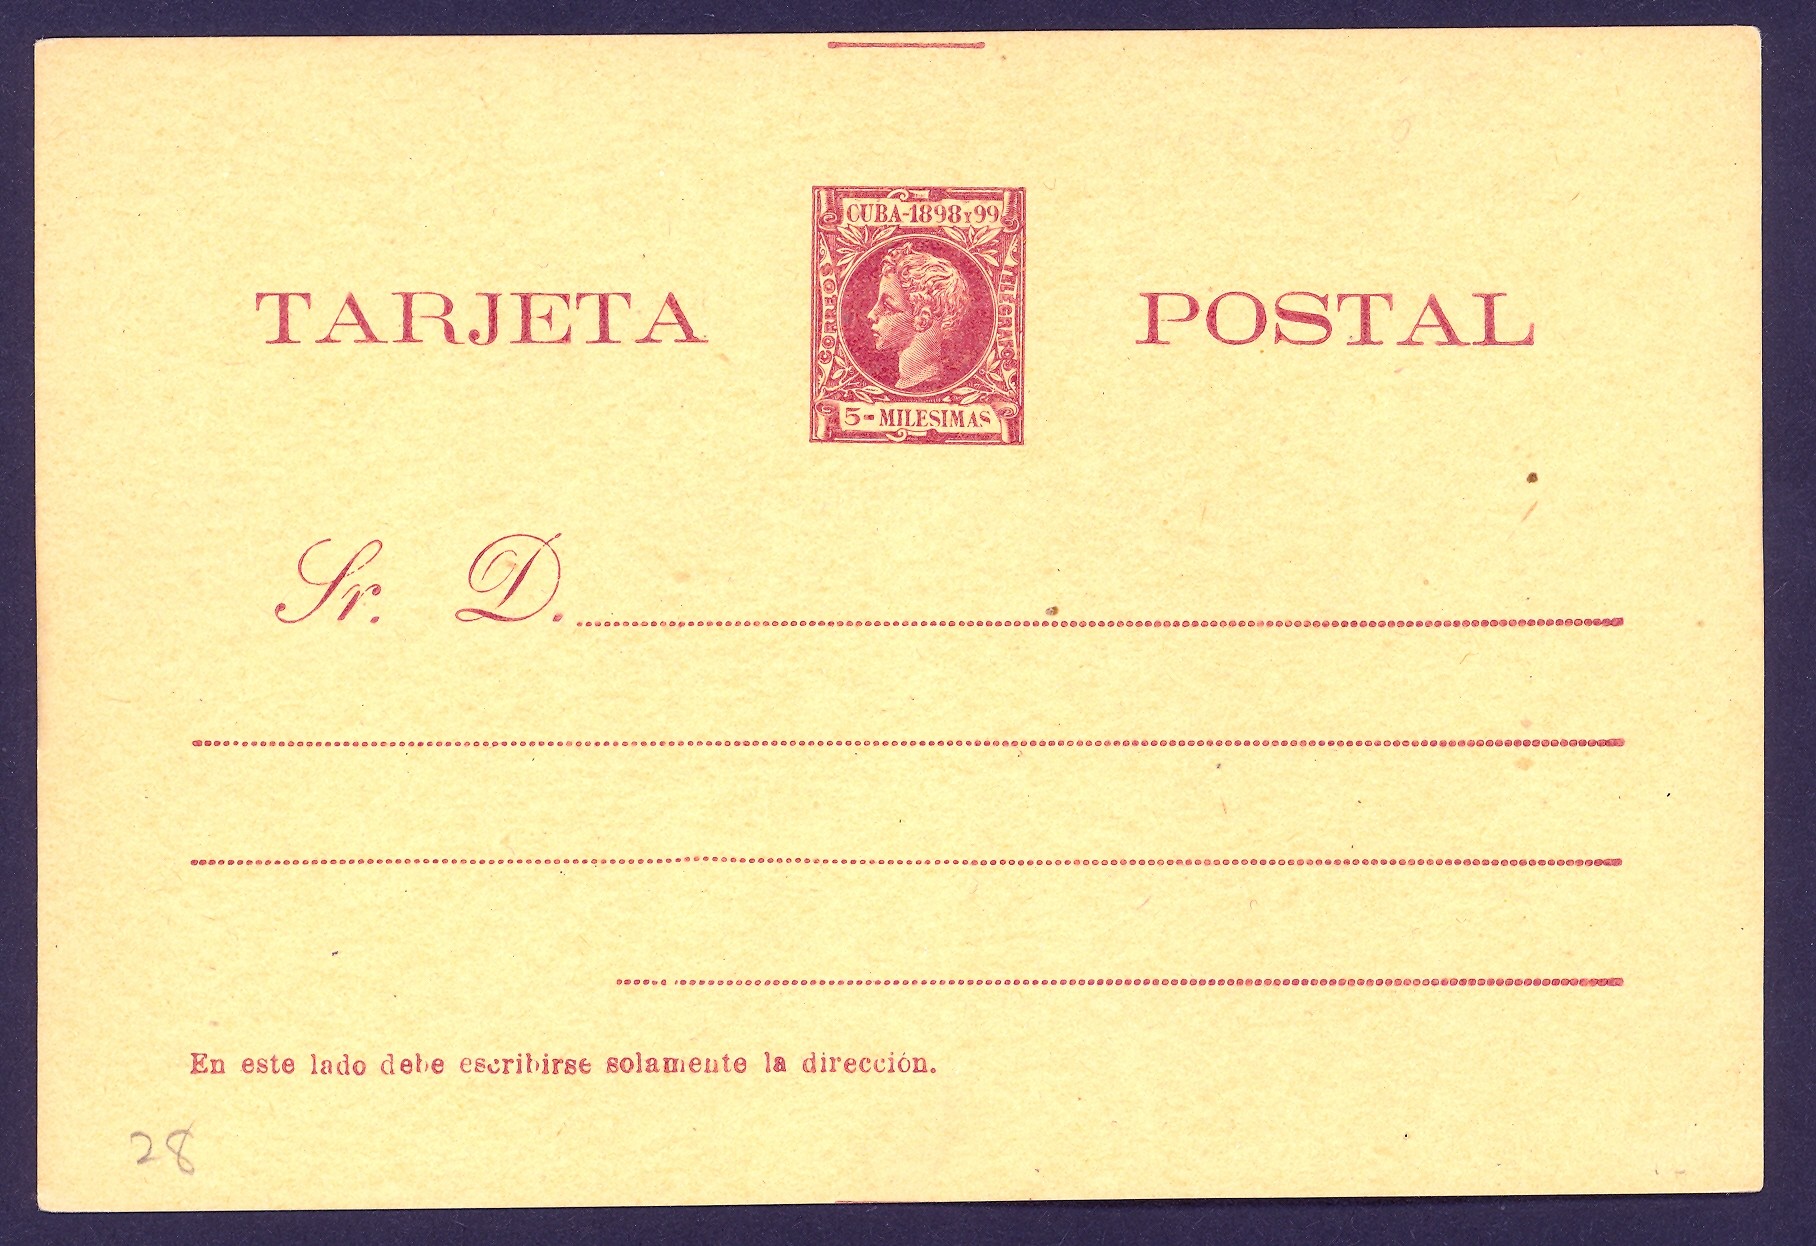 CUBA-1898 Y 99
CORREOS
TELEGRAFOS
5-MILESIMAS
TARJETA POSTAL
Sr. D.
En este lado debe escribirse solamente la dirección.
28